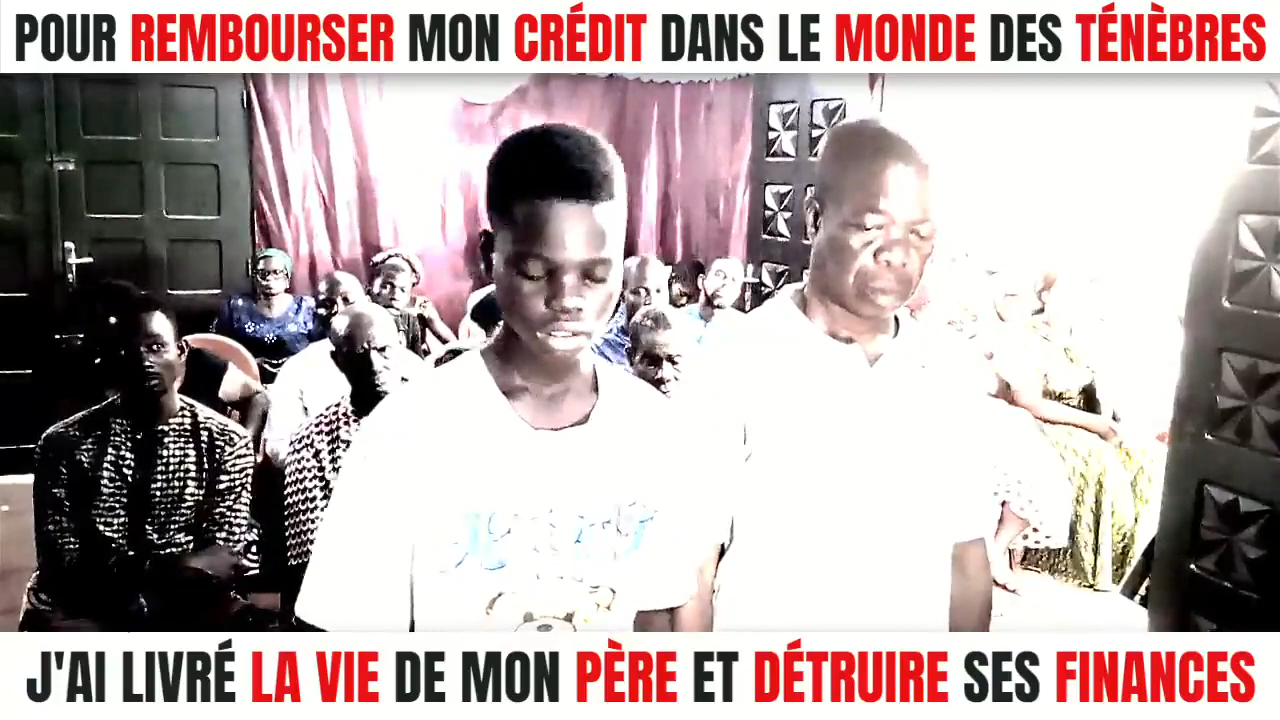 POUR REMBOURSER MON CRÉDIT DANS LE MONDE DES TÉNÈBRES
J'AI LIVRÉ LA VIE DE MON PÈRE ET DÉTRUIRE SES FINANCES